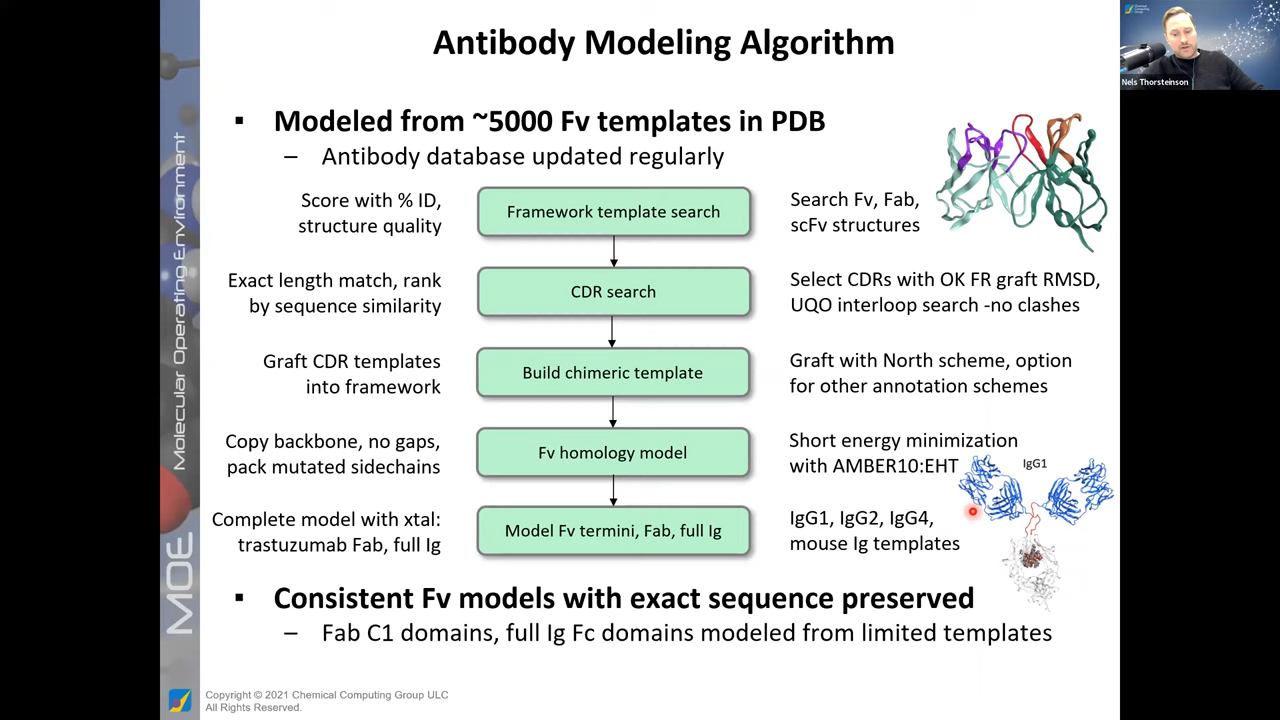 Antibody Modeling Algorithm
Chemical
Computing
Group
Nels Thorsteinson
Molecular Operating Environment
MOE
▪ Modeled from ~5000 Fv templates in PDB
– Antibody database updated regularly
Score with % ID,
structure quality
Framework template search
Search Fv, Fab,
scFv structures
Exact length match, rank
by sequence similarity
CDR search
Select CDRs with OK FR graft RMSD,
UQO interloop search -no clashes
Graft CDR templates
into framework
Build chimeric template
Graft with North scheme, option
for other annotation schemes
Copy backbone, no gaps,
pack mutated sidechains
Fv homology model
Short energy minimization
with AMBER10:EHT
IgG1
Complete model with xtal:
trastuzumab Fab, full Ig
Model Fv termini, Fab, full Ig
IgG1, IgG2, IgG4,
mouse Ig templates
▪ Consistent Fv models with exact sequence preserved
– Fab C1 domains, full Ig Fc domains modeled from limited templates
Copyright © 2021 Chemical Computing Group ULC
All Rights Reserved.